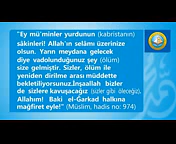 "Ey mü'minler yurdunun (kabristanın)
sâkinleri! Allah'ın selâmı üzerinize
olsun. Yarın meydana gelecek
diye vadolunduğunuz şey (ölüm)
size gelmiştir. Sizler, ölüm ile
yeniden dirilme arası müddette
bekletiliyorsunuz.İnşaallah bizler
de sizlere kavuşacağız (sizler gibi öleceğiz).
Allahım! Baki el-Ğarkad halkına
mağfiret eyle!" (Müslim, hadis no: 974)